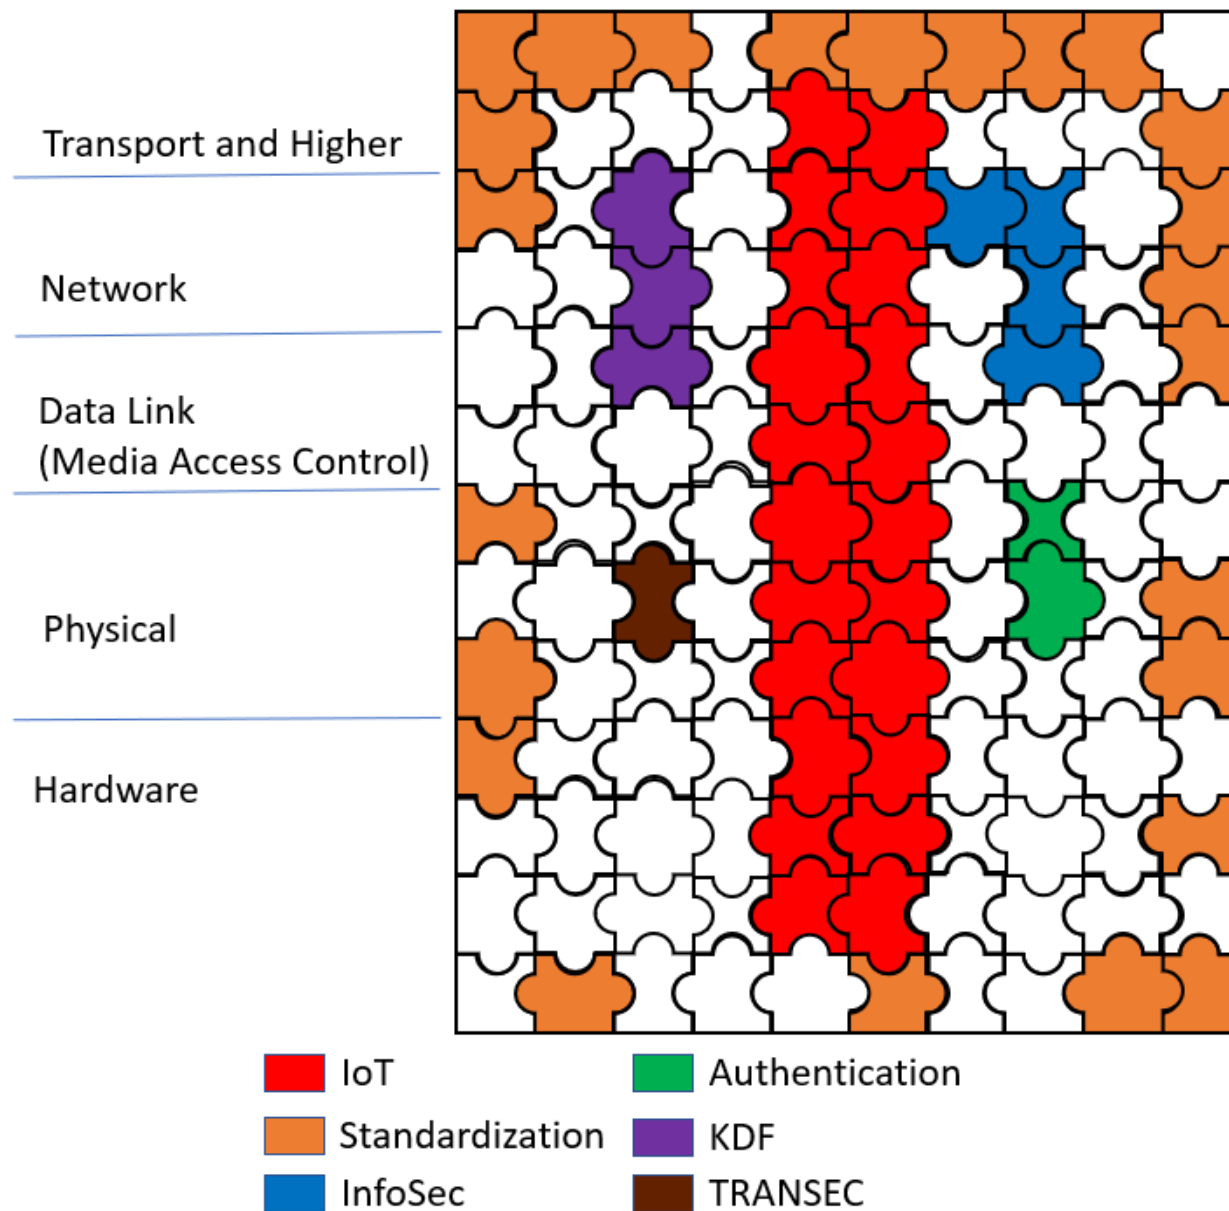 Transport and Higher
Network
Data Link
(Media Access Control)
Physical
Hardware
IoT
Authentication
Standardization
KDF
InfoSec
TRANSEC